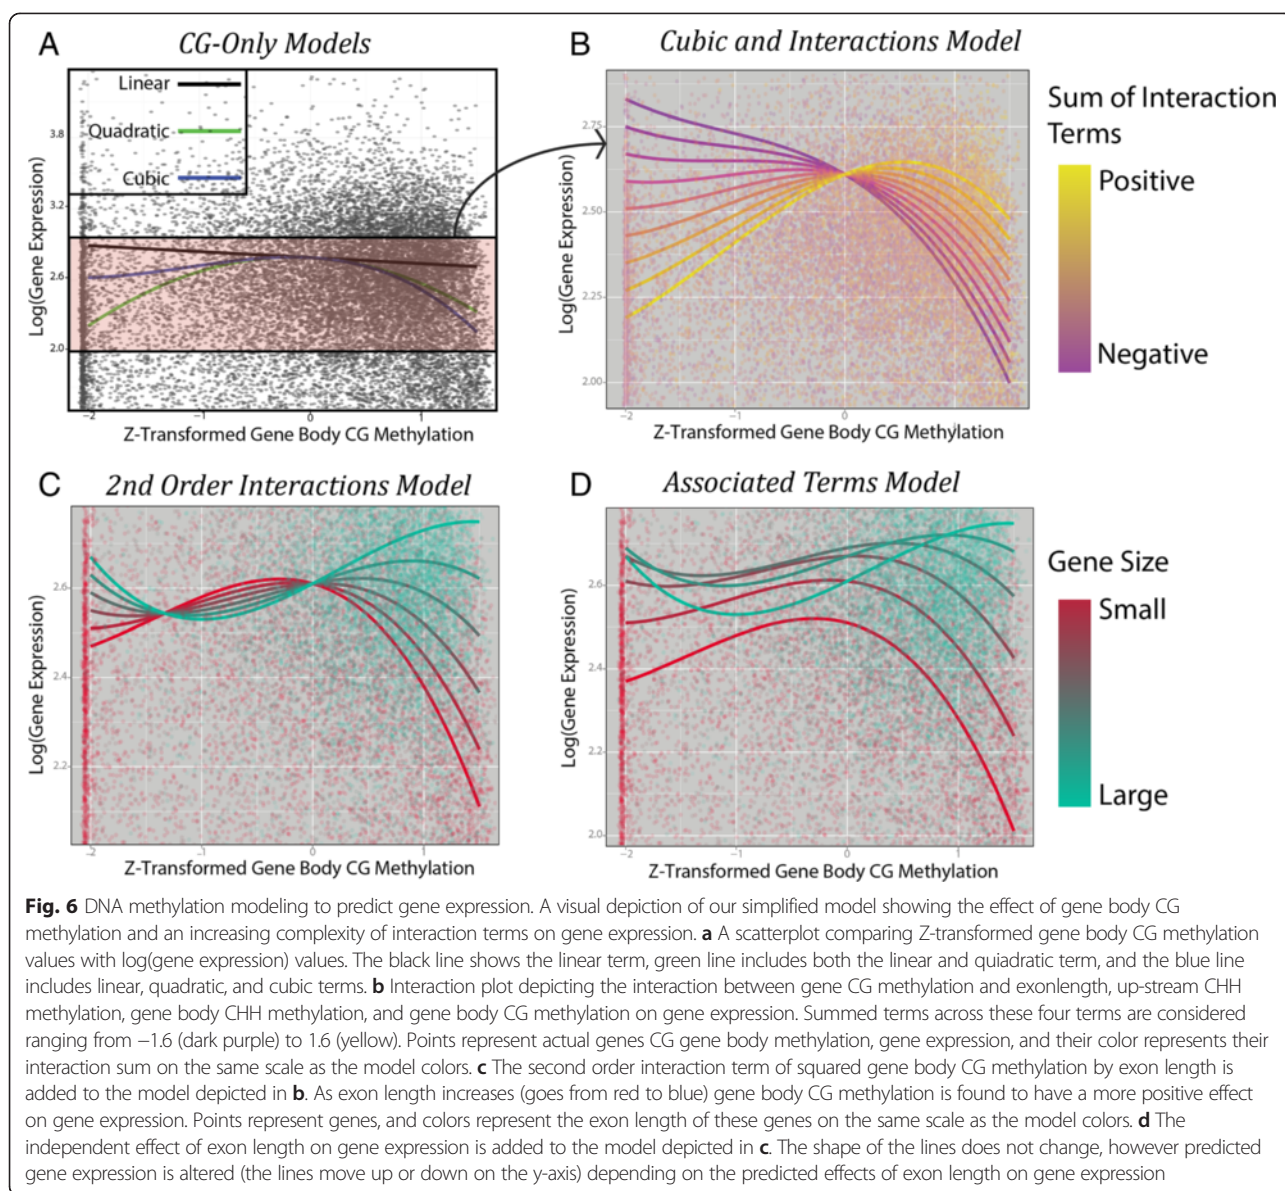 A
CG-Only Models
Linear
Quadratic
Cubic
3.8
3.2
2.6
2.0
Log(Gene Expression)
−2
−1
0
1
Z-Transformed Gene Body CG Methylation
B
Cubic and Interactions Model
2.75
2.50
2.25
2.00
Log(Gene Expression)
−2
−1
0
1
Z-Transformed Gene Body CG Methylation
Sum of Interaction
Terms
Positive
Negative
C
2nd Order Interactions Model
2.6
2.4
2.2
Log(Gene Expression)
−2
−1
0
1
Z-Transformed Gene Body CG Methylation
D
Associated Terms Model
2.6
2.4
2.2
2.0
Log(Gene Expression)
−2
−1
0
1
Z-Transformed Gene Body CG Methylation
Gene Size
Small
Large
Fig. 6 DNA methylation modeling to predict gene expression. A visual depiction of our simplified model showing the effect of gene body CG
methylation and an increasing complexity of interaction terms on gene expression. a A scatterplot comparing Z-transformed gene body CG methylation
values with log(gene expression) values. The black line shows the linear term, green line includes both the linear and quiadratic term, and the blue line
includes linear, quadratic, and cubic terms. b Interaction plot depicting the interaction between gene CG methylation and exonlength, up-stream CHH
methylation, gene body CHH methylation, and gene body CG methylation on gene expression. Summed terms across these four terms are considered
ranging from −1.6 (dark purple) to 1.6 (yellow). Points represent actual genes CG gene body methylation, gene expression, and their color represents their
interaction sum on the same scale as the model colors. c The second order interaction term of squared gene body CG methylation by exon length is
added to the model depicted in b. As exon length increases (goes from red to blue) gene body CG methylation is found to have a more positive effect
on gene expression. Points represent genes, and colors represent the exon length of these genes on the same scale as the model colors. d The
independent effect of exon length on gene expression is added to the model depicted in c. The shape of the lines does not change, however predicted
gene expression is altered (the lines move up or down on the y-axis) depending on the predicted effects of exon length on gene expression